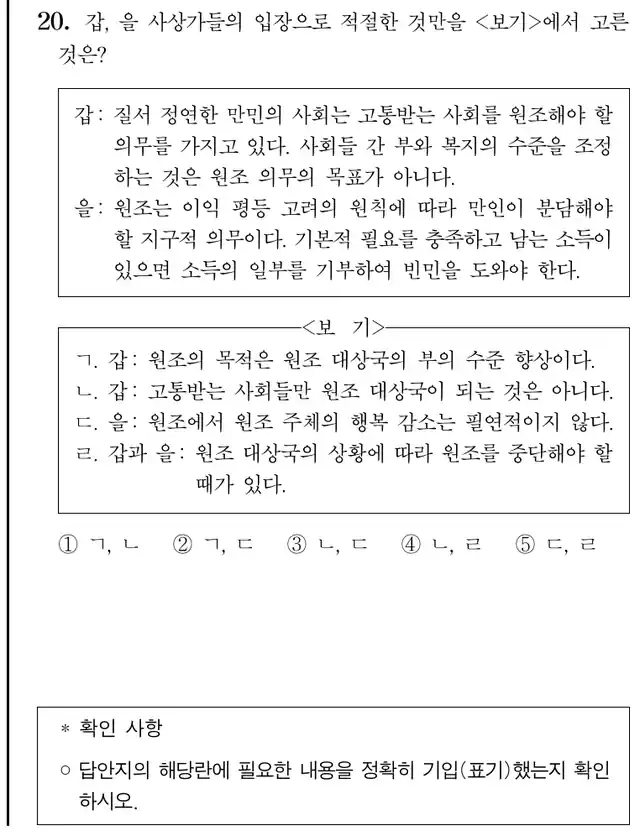 20. 갑, 을 사상가들의 입장으로 적절한 것만을 <보기>에서 고른
것은?
갑: 질서 정연한 만민의 사회는 고통받는 사회를 원조해야 할
의무를 가지고 있다. 사회들 간 부와 복지의 수준을 조정
하는 것은 원조 의무의 목표가 아니다.
을: 원조는 이익 평등 고려의 원칙에 따라 만인이 분담해야
할 지구적 의무이다. 기본적 필요를 충족하고 남는 소득이
있으면 소득의 일부를 기부하여 빈민을 도와야 한다.
<보 기>
ㄱ. 갑: 원조의 목적은 원조 대상국의 부의 수준 향상이다.
ㄴ. 갑: 고통받는 사회들만 원조 대상국이 되는 것은 아니다.
ㄷ. 을: 원조에서 원조 주체의 행복 감소는 필연적이지 않다.
ㄹ. 갑과 을: 원조 대상국의 상황에 따라 원조를 중단해야 할
때가 있다.
① ㄱ, ㄴ ② ㄱ, ㄷ ③ ㄴ, ㄷ ④ ㄴ, ㄹ ⑤ ㄷ, ㄹ
* 확인 사항
○ 답안지의 해당란에 필요한 내용을 정확히 기입(표기)했는지 확인
하시오.